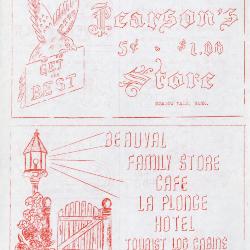 Pearson's
GET
THE
BEST
5¢ - $1.00
Store
BEAUVAL
FAMILY STORE
CAFE
LA PLONGE
HOTEL
TOURIST LOG CABINS